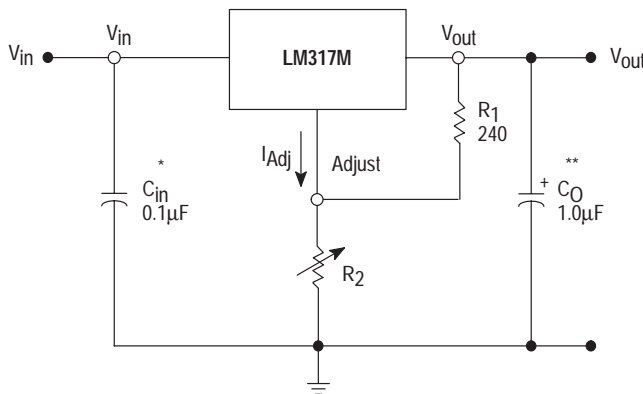 Vin
Vin
LM317M
Vout
Vout
R1
240
IAdj
Adjust
*
Cin
0.1μF
R2
**
+ CO
1.0μF